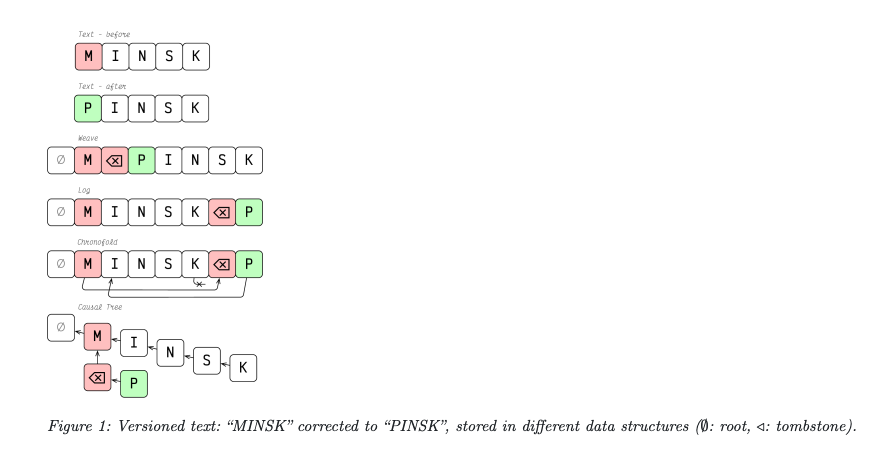 Text - before
M I N S K
Text - after
P I N S K
Weave
∅ M ⌫ P I N S K
Log
∅ M I N S K ⌫ P
Chronofold
∅ M I N S K ⌫ P
Causal Tree
∅ M I N S K
⌫ P
Figure 1: Versioned text: “MINSK” corrected to “PINSK”, stored in different data structures (∅: root, ◁: tombstone).